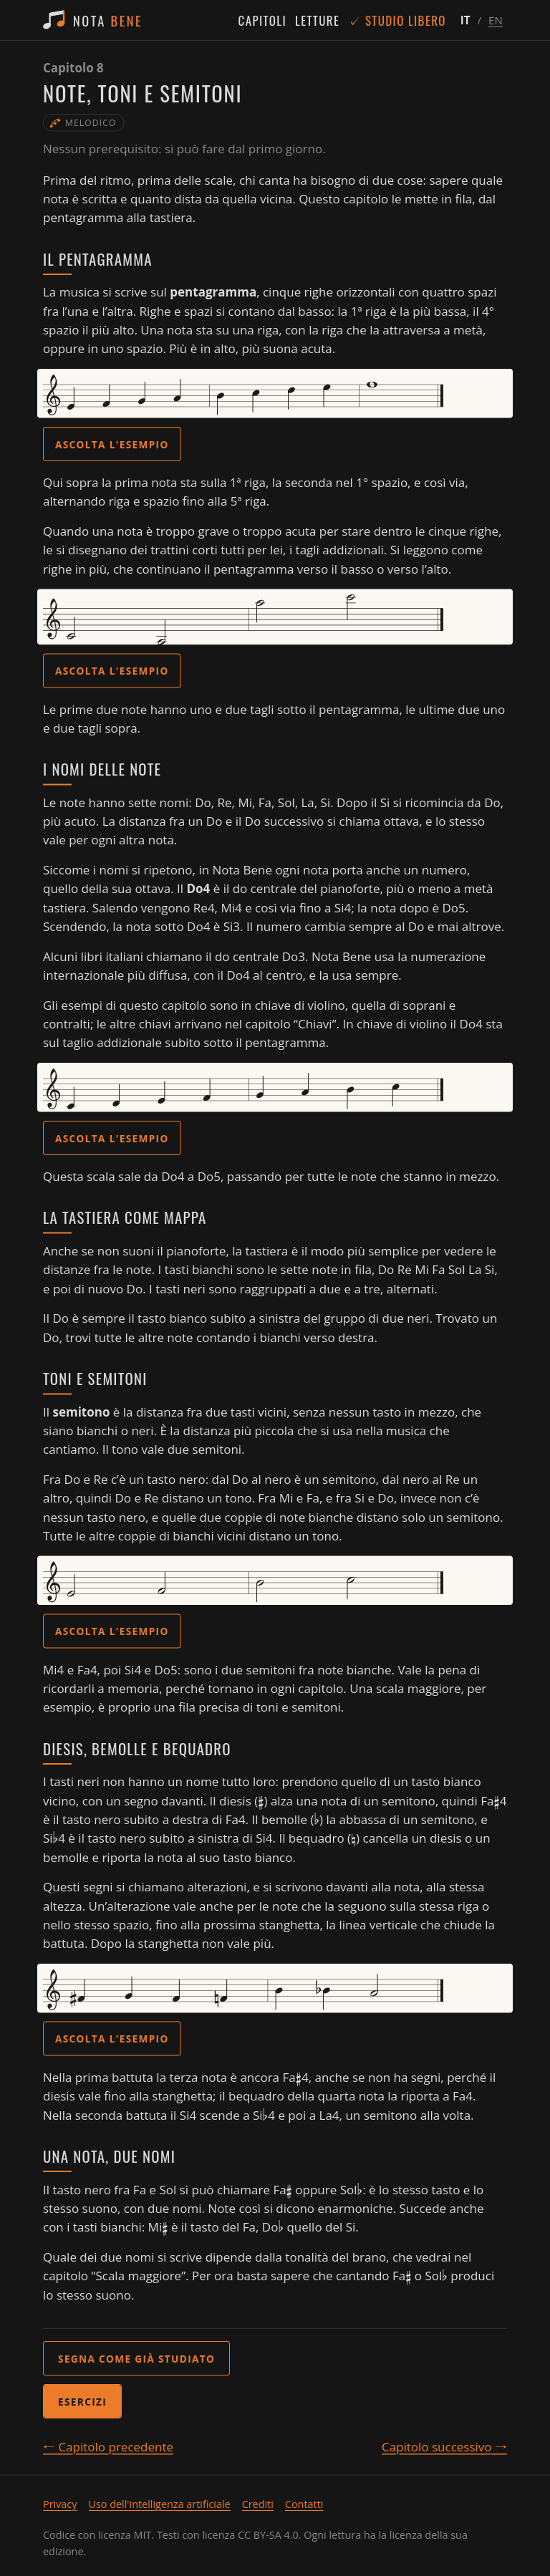 NOTA BENE
CAPITOLI LETTURE ✓ STUDIO LIBERO IT / EN
Capitolo 8
NOTE, TONI E SEMITONI
MELODICO
Nessun prerequisito: si può fare dal primo giorno.
Prima del ritmo, prima delle scale, chi canta ha bisogno di due cose: sapere quale
nota è scritta e quanto dista da quella vicina. Questo capitolo le mette in fila, dal
pentagramma alla tastiera.
IL PENTAGRAMMA
La musica si scrive sul pentagramma, cinque righe orizzontali con quattro spazi
fra l’una e l’altra. Righe e spazi si contano dal basso: la 1ª riga è la più bassa, il 4°
spazio il più alto. Una nota sta su una riga, con la riga che la attraversa a metà,
oppure in uno spazio. Più è in alto, più suona acuta.
ASCOLTA L'ESEMPIO
Qui sopra la prima nota sta sulla 1ª riga, la seconda nel 1° spazio, e così via,
alternando riga e spazio fino alla 5ª riga.
Quando una nota è troppo grave o troppo acuta per stare dentro le cinque righe,
le si disegnano dei trattini corti tutti per lei, i tagli addizionali. Si leggono come
righe in più, che continuano il pentagramma verso il basso o verso l’alto.
ASCOLTA L'ESEMPIO
Le prime due note hanno uno e due tagli sotto il pentagramma, le ultime due uno
e due tagli sopra.
I NOMI DELLE NOTE
Le note hanno sette nomi: Do, Re, Mi, Fa, Sol, La, Si. Dopo il Si si ricomincia da Do,
più acuto. La distanza fra un Do e il Do successivo si chiama ottava, e lo stesso
vale per ogni altra nota.
Siccome i nomi si ripetono, in Nota Bene ogni nota porta anche un numero,
quello della sua ottava. Il Do4 è il do centrale del pianoforte, più o meno a metà
tastiera. Salendo vengono Re4, Mi4 e così via fino a Si4; la nota dopo è Do5.
Scendendo, la nota sotto Do4 è Si3. Il numero cambia sempre al Do e mai altrove.
Alcuni libri italiani chiamano il do centrale Do3. Nota Bene usa la numerazione
internazionale più diffusa, con il Do4 al centro, e la usa sempre.
Gli esempi di questo capitolo sono in chiave di violino, quella di soprani e
contralti; le altre chiavi arrivano nel capitolo “Chiavi”. In chiave di violino il Do4 sta
sul taglio addizionale subito sotto il pentagramma.
ASCOLTA L'ESEMPIO
Questa scala sale da Do4 a Do5, passando per tutte le note che stanno in mezzo.
LA TASTIERA COME MAPPA
Anche se non suoni il pianoforte, la tastiera è il modo più semplice per vedere le
distanze fra le note. I tasti bianchi sono le sette note in fila, Do Re Mi Fa Sol La Si,
e poi di nuovo Do. I tasti neri sono raggruppati a due e a tre, alternati.
Il Do è sempre il tasto bianco subito a sinistra del gruppo di due neri. Trovato un
Do, trovi tutte le altre note contando i bianchi verso destra.
TONI E SEMITONI
Il semitono è la distanza fra due tasti vicini, senza nessun tasto in mezzo, che
siano bianchi o neri. È la distanza più piccola che si usa nella musica che
cantiamo. Il tono vale due semitoni.
Fra Do e Re c’è un tasto nero: dal Do al nero è un semitono, dal nero al Re un
altro, quindi Do e Re distano un tono. Fra Mi e Fa, e fra Si e Do, invece non c’è
nessun tasto nero, e quelle due coppie di note bianche distano solo un semitono.
Tutte le altre coppie di bianchi vicini distano un tono.
ASCOLTA L'ESEMPIO
Mi4 e Fa4, poi Si4 e Do5: sono i due semitoni fra note bianche. Vale la pena di
ricordarli a memoria, perché tornano in ogni capitolo. Una scala maggiore, per
esempio, è proprio una fila precisa di toni e semitoni.
DIESIS, BEMOLLE E BEQUADRO
I tasti neri non hanno un nome tutto loro: prendono quello di un tasto bianco
vicino, con un segno davanti. Il diesis (♯) alza una nota di un semitono, quindi Fa♯4
è il tasto nero subito a destra di Fa4. Il bemolle (♭) la abbassa di un semitono, e
Si♭4 è il tasto nero subito a sinistra di Si4. Il bequadro (♮) cancella un diesis o un
bemolle e riporta la nota al suo tasto bianco.
Questi segni si chiamano alterazioni, e si scrivono davanti alla nota, alla stessa
altezza. Un’alterazione vale anche per le note che la seguono sulla stessa riga o
nello stesso spazio, fino alla prossima stanghetta, la linea verticale che chiude la
battuta. Dopo la stanghetta non vale più.
ASCOLTA L'ESEMPIO
Nella prima battuta la terza nota è ancora Fa♯4, anche se non ha segni, perché il
diesis vale fino alla stanghetta; il bequadro della quarta nota la riporta a Fa4.
Nella seconda battuta il Si4 scende a Si♭4 e poi a La4, un semitono alla volta.
UNA NOTA, DUE NOMI
Il tasto nero fra Fa e Sol si può chiamare Fa♯ oppure Sol♭: è lo stesso tasto e lo
stesso suono, con due nomi. Note così si dicono enarmoniche. Succede anche
con i tasti bianchi: Mi♯ è il tasto del Fa, Do♭ quello del Si.
Quale dei due nomi si scrive dipende dalla tonalità del brano, che vedrai nel
capitolo “Scala maggiore”. Per ora basta sapere che cantando Fa♯ o Sol♭ produci
lo stesso suono.
SEGNA COME GIÀ STUDIATO
ESERCIZI
← Capitolo precedente Capitolo successivo →
Privacy Uso dell'intelligenza artificiale Crediti Contatti
Codice con licenza MIT. Testi con licenza CC BY-SA 4.0. Ogni lettura ha la licenza della sua
edizione.